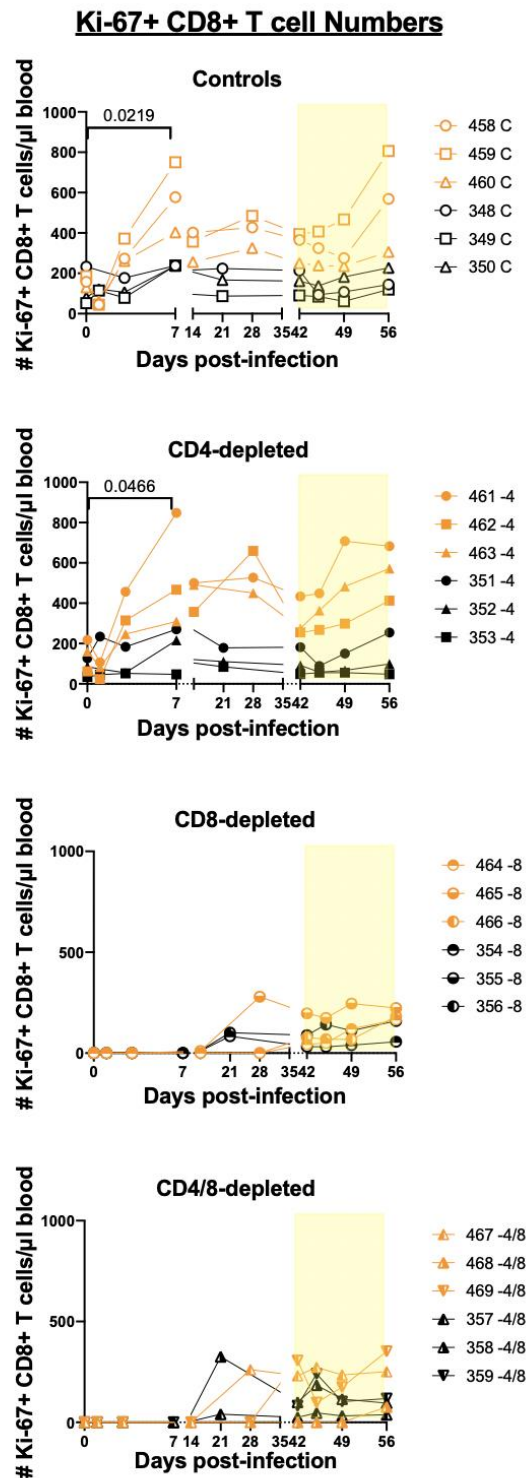 Ki-67+ CD8+ T cell Numbers
Controls
# Ki-67+ CD8+ T cells/µl blood
1000
800
600
400
200
0
0.0219
0 7 14 21 28 35 42 49 56
Days post-infection
458 C
459 C
460 C
348 C
349 C
350 C
CD4-depleted
# Ki-67+ CD8+ T cells/µl blood
1000
800
600
400
200
0
0.0466
0 7 14 21 28 35 42 49 56
Days post-infection
461 -4
462 -4
463 -4
351 -4
352 -4
353 -4
CD8-depleted
# Ki-67+ CD8+ T cells/µl blood
1000
500
0
0 7 21 28 35 42 49 56
Days post-infection
464 -8
465 -8
466 -8
354 -8
355 -8
356 -8
CD4/8-depleted
# Ki-67+ CD8+ T cells/µl blood
1000
500
0
0 7 14 21 28 35 42 49 56
Days post-infection
467 -4/8
468 -4/8
469 -4/8
357 -4/8
358 -4/8
359 -4/8